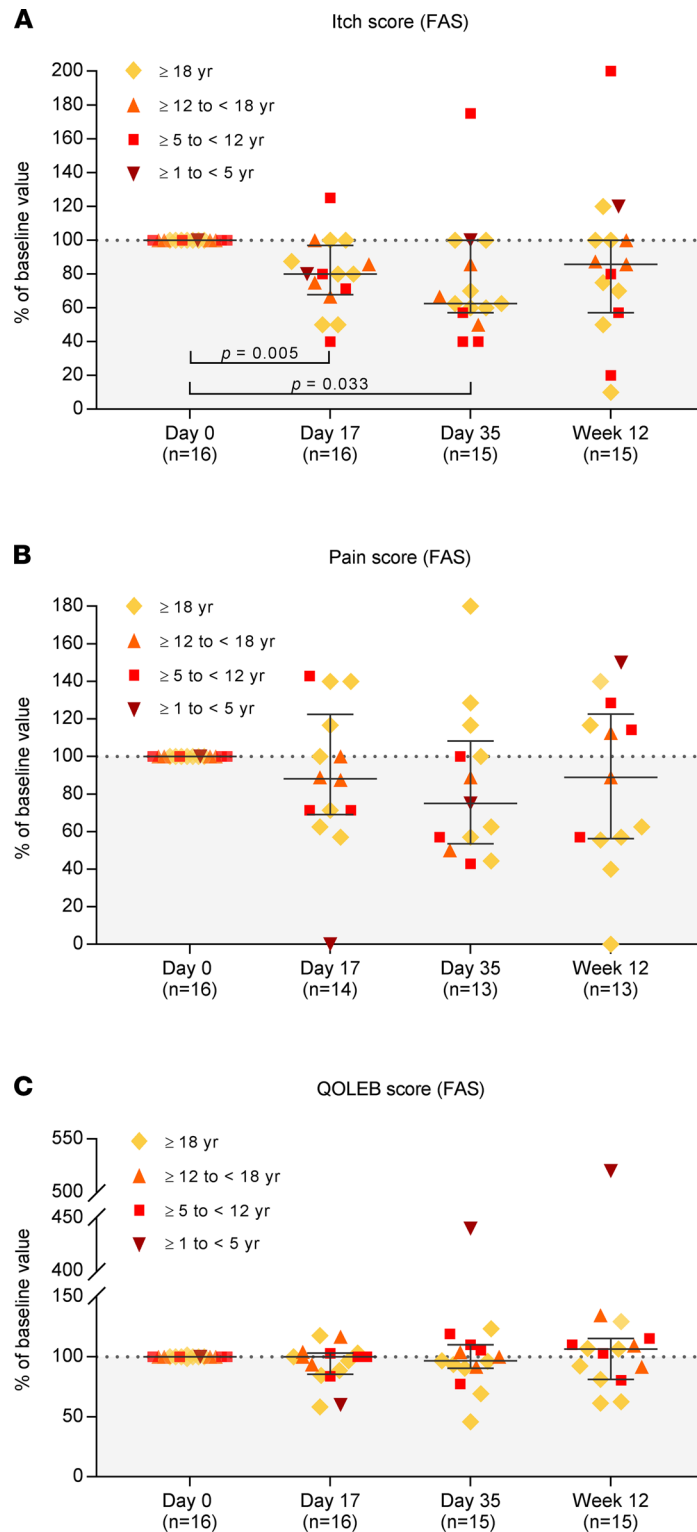 A
Itch score (FAS)
% of baseline value
200
180
160
140
120
100
80
60
40
20
0
≥ 18 yr
≥ 12 to < 18 yr
≥ 5 to < 12 yr
≥ 1 to < 5 yr
p = 0.005
p = 0.033
Day 0 Day 17 Day 35 Week 12
(n=16) (n=16) (n=15) (n=15)
B
Pain score (FAS)
% of baseline value
180
160
140
120
100
80
60
40
20
0
≥ 18 yr
≥ 12 to < 18 yr
≥ 5 to < 12 yr
≥ 1 to < 5 yr
Day 0 Day 17 Day 35 Week 12
(n=16) (n=14) (n=13) (n=13)
C
QOLEB score (FAS)
% of baseline value
550
500
450
400
150
100
50
0
≥ 18 yr
≥ 12 to < 18 yr
≥ 5 to < 12 yr
≥ 1 to < 5 yr
Day 0 Day 17 Day 35 Week 12
(n=16) (n=16) (n=15) (n=15)